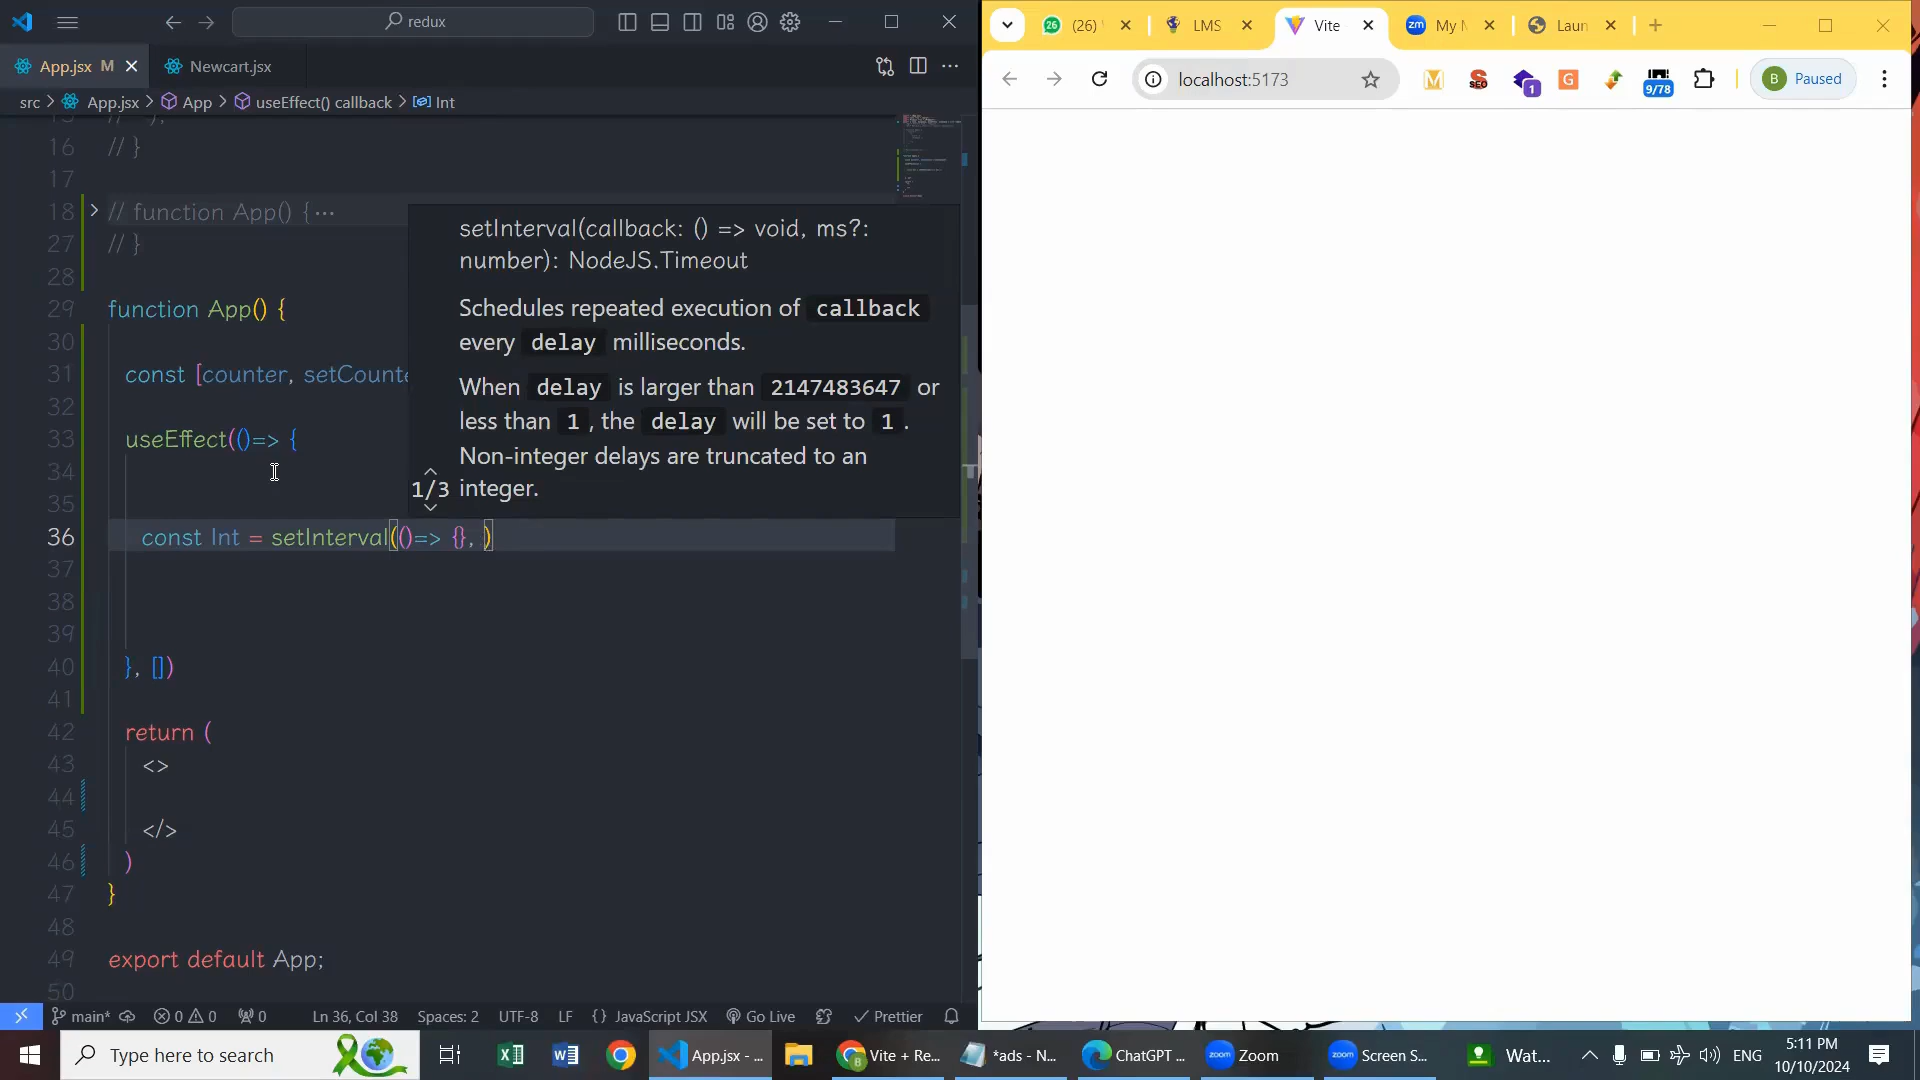 redux
App.jsx M
Newcart.jsx
src > App.jsx > App > useEffect() callback > Int
16 // }
17
18 // function App() {···
27 // }
28
29 function App() {
30
31 const [counter, setCounte
32
33 useEffect(()=> {
34
35
36 const Int = setInterval(()=> {}, )
37
38
39
40 }, [])
41
42 return (
43 <>
44
45 </>
46 )
47 }
48
49 export default App;
50
setInterval(callback: () => void, ms?:
number): NodeJS.Timeout
Schedules repeated execution of callback
every delay milliseconds.
When delay is larger than 2147483647 or
less than 1, the delay will be set to 1.
Non-integer delays are truncated to an
integer.
1/3
main* 0 0 0 Ln 36, Col 38 Spaces: 2 UTF-8 LF {} JavaScript JSX Go Live Prettier
26 (26)
LMS
Vite
zm My M
Laun
localhost:5173
M SEO 1 G 9/78
B Paused
Type here to search
App.jsx - ...
Vite + Re...
*ads - N...
ChatGPT ...
zoom Zoom
zoom Screen S...
Wat...
ENG
5:11 PM
10/10/2024